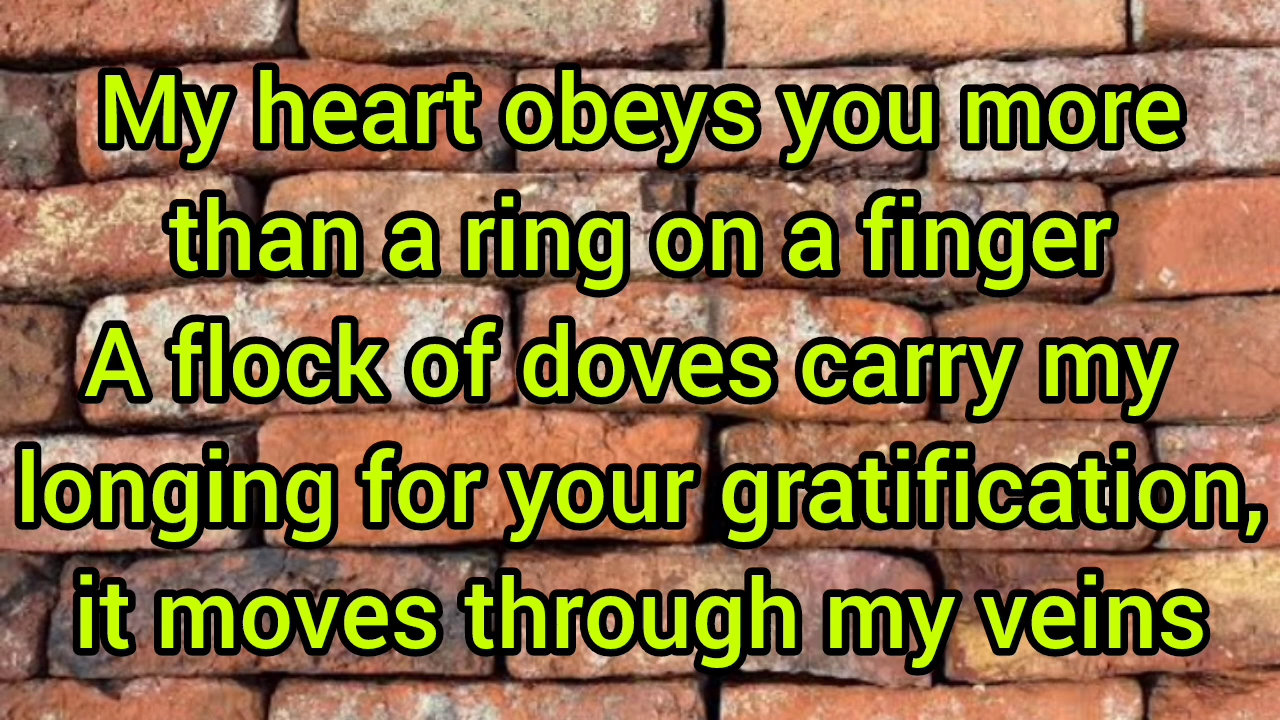 My heart obeys you more
than a ring on a finger
A flock of doves carry my
longing for your gratification,
it moves through my veins